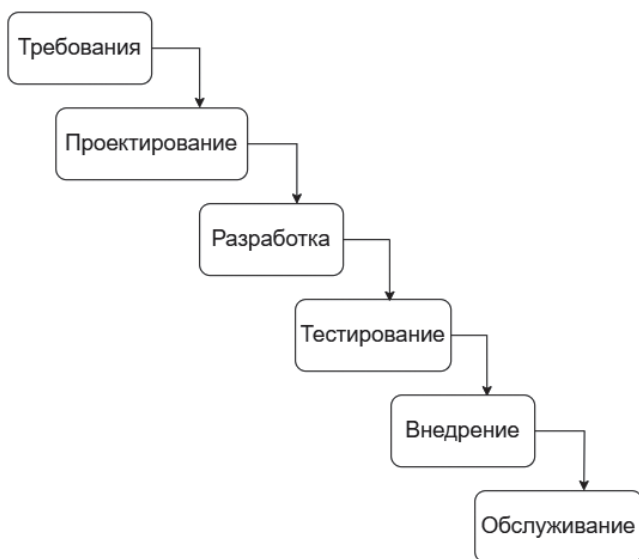 Требования
Проектирование
Разработка
Тестирование
Внедрение
Обслуживание